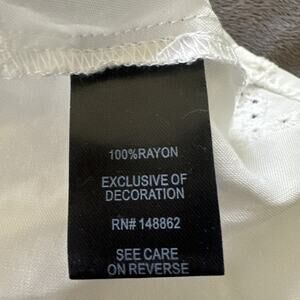 100%RAYON
EXCLUSIVE OF
DECORATION
RN# 148862
SEE CARE
ON REVERSE